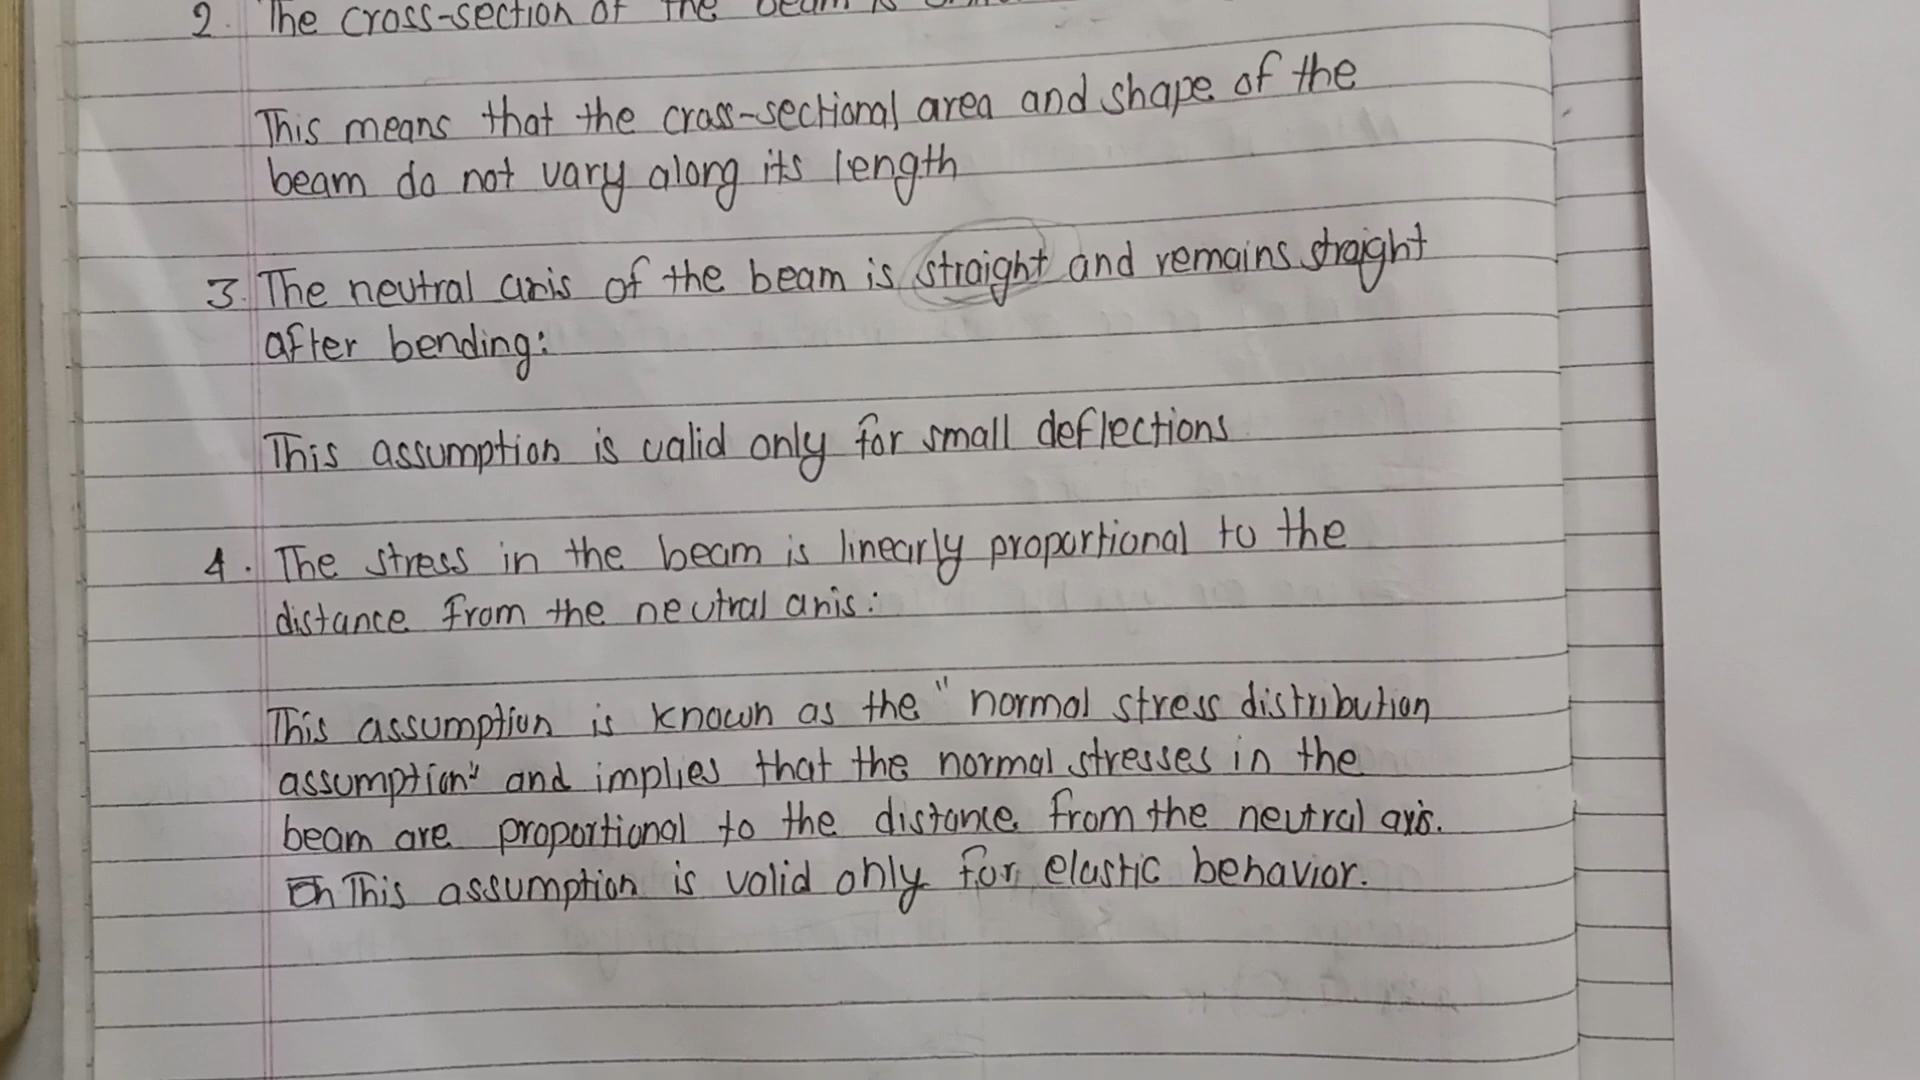 2. The cross-section of the beam is
This means that the cross-sectional area and shape of the
beam do not vary along its length
3. The neutral axis of the beam is straight and remains straight
after bending:
This assumption is valid only for small deflections
4. The stress in the beam is linearly proportional to the
distance from the neutral axis:
This assumption is known as the "normal stress distribution
assumption" and implies that the normal stresses in the
beam are proportional to the distance from the neutral axis.
This assumption is valid only for elastic behavior.